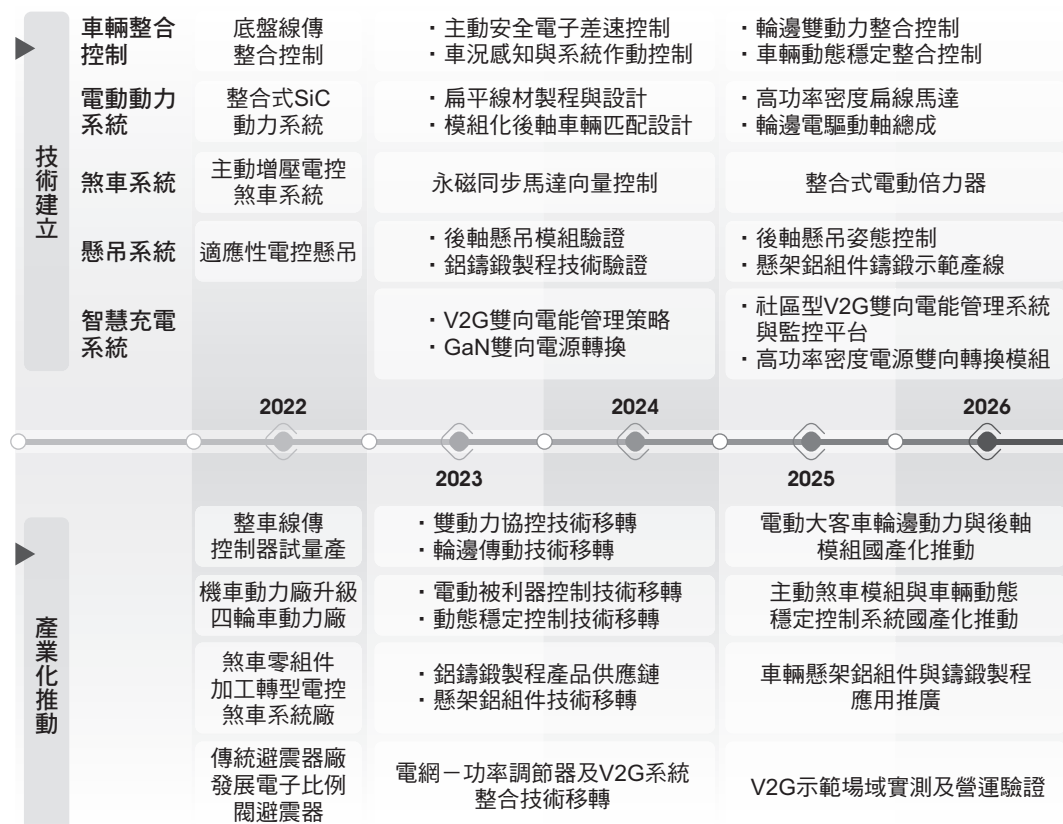 技術建立
車輛整合
控制
底盤線傳
整合控制
・主動安全電子差速控制
・車況感知與系統作動控制
・輪邊雙動力整合控制
・車輛動態穩定整合控制
電動動力
系統
整合式SiC
動力系統
・扁平線材製程與設計
・模組化後軸車輛匹配設計
・高功率密度扁線馬達
・輪邊電驅動軸總成
煞車系統
主動增壓電控
煞車系統
永磁同步馬達向量控制
整合式電動倍力器
懸吊系統
適應性電控懸吊
・後軸懸吊模組驗證
・鋁鑄鍛製程技術驗證
・後軸懸吊姿態控制
・懸架鋁組件鑄鍛示範產線
智慧充電
系統
・V2G雙向電能管理策略
・GaN雙向電源轉換
・社區型V2G雙向電能管理系統
與監控平台
・高功率密度電源雙向轉換模組
2022
2024
2026
2023
2025
產業化推動
整車線傳
控制器試量產
・雙動力協控技術移轉
・輪邊傳動技術移轉
電動大客車輪邊動力與後軸
模組國產化推動
機車動力廠升級
四輪車動力廠
・電動被利器控制技術移轉
・動態穩定控制技術移轉
主動煞車模組與車輛動態
穩定控制系統國產化推動
煞車零組件
加工轉型電控
煞車系統廠
・鋁鑄鍛製程產品供應鏈
・懸架鋁組件技術移轉
車輛懸架鋁組件與鑄鍛製程
應用推廣
傳統避震器廠
發展電子比例
閥避震器
電網－功率調節器及V2G系統
整合技術移轉
V2G示範場域實測及營運驗證